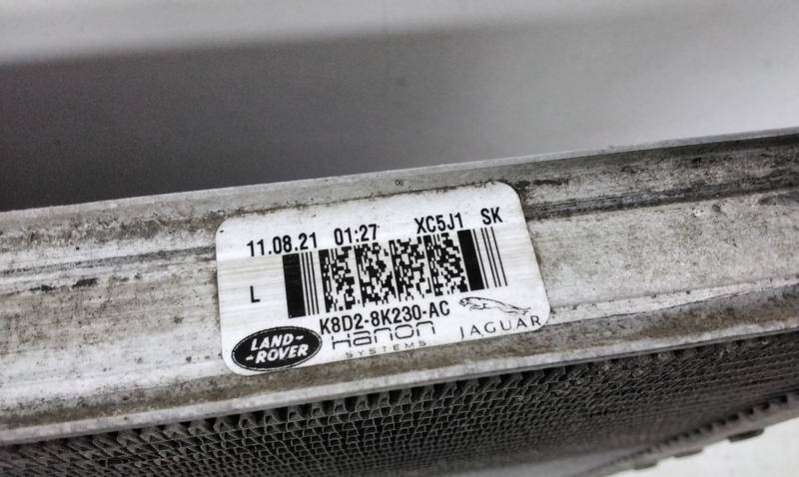 11.08.21 01:27 XC5J1 SK
L
K8D2-8K230-AC
LAND-
-ROVER
Hanon
SYSTEMS
JAGUAR